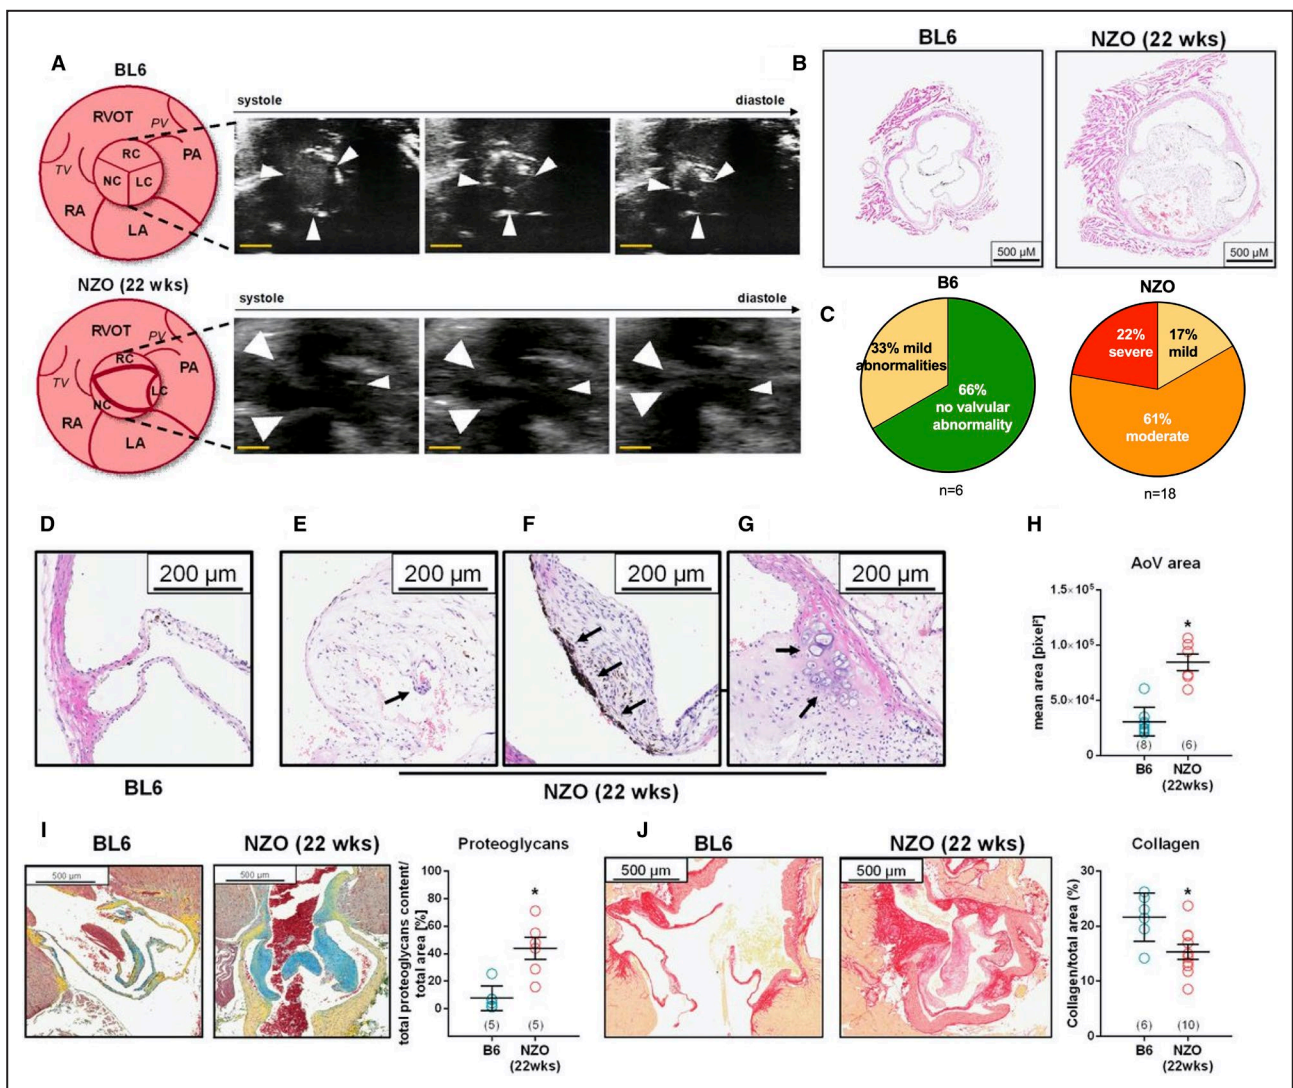 A
BL6
RVOT
PV
TV
RC
PA
NC
LC
RA
LA
systole
diastole
NZO (22 wks)
RVOT
PV
RC
TV
PA
LC
NC
RA
LA
systole
diastole
B
BL6
NZO (22 wks)
500 µM
500 µM
C
B6
33% mild
abnormalities
66%
no valvular
abnormality
n=6
NZO
22%
severe
17%
mild
61%
moderate
n=18
D
200 µm
BL6
E
200 µm
F
200 µm
G
200 µm
NZO (22 wks)
H
AoV area
mean area [pixel²]
1.5×10⁵
1.0×10⁵
5.0×10⁴
0
*
(8)
(6)
B6
NZO
(22wks)
I
BL6
500 µm
NZO (22 wks)
500 µm
Proteoglycans
total proteoglycans content/
total area [%]
100
80
60
40
20
0
*
(5)
(5)
B6
NZO
(22wks)
J
BL6
500 µm
NZO (22 wks)
500 µm
Collagen
Collagen/total area (%)
30
20
10
0
*
(6)
(10)
B6
NZO
(22wks)